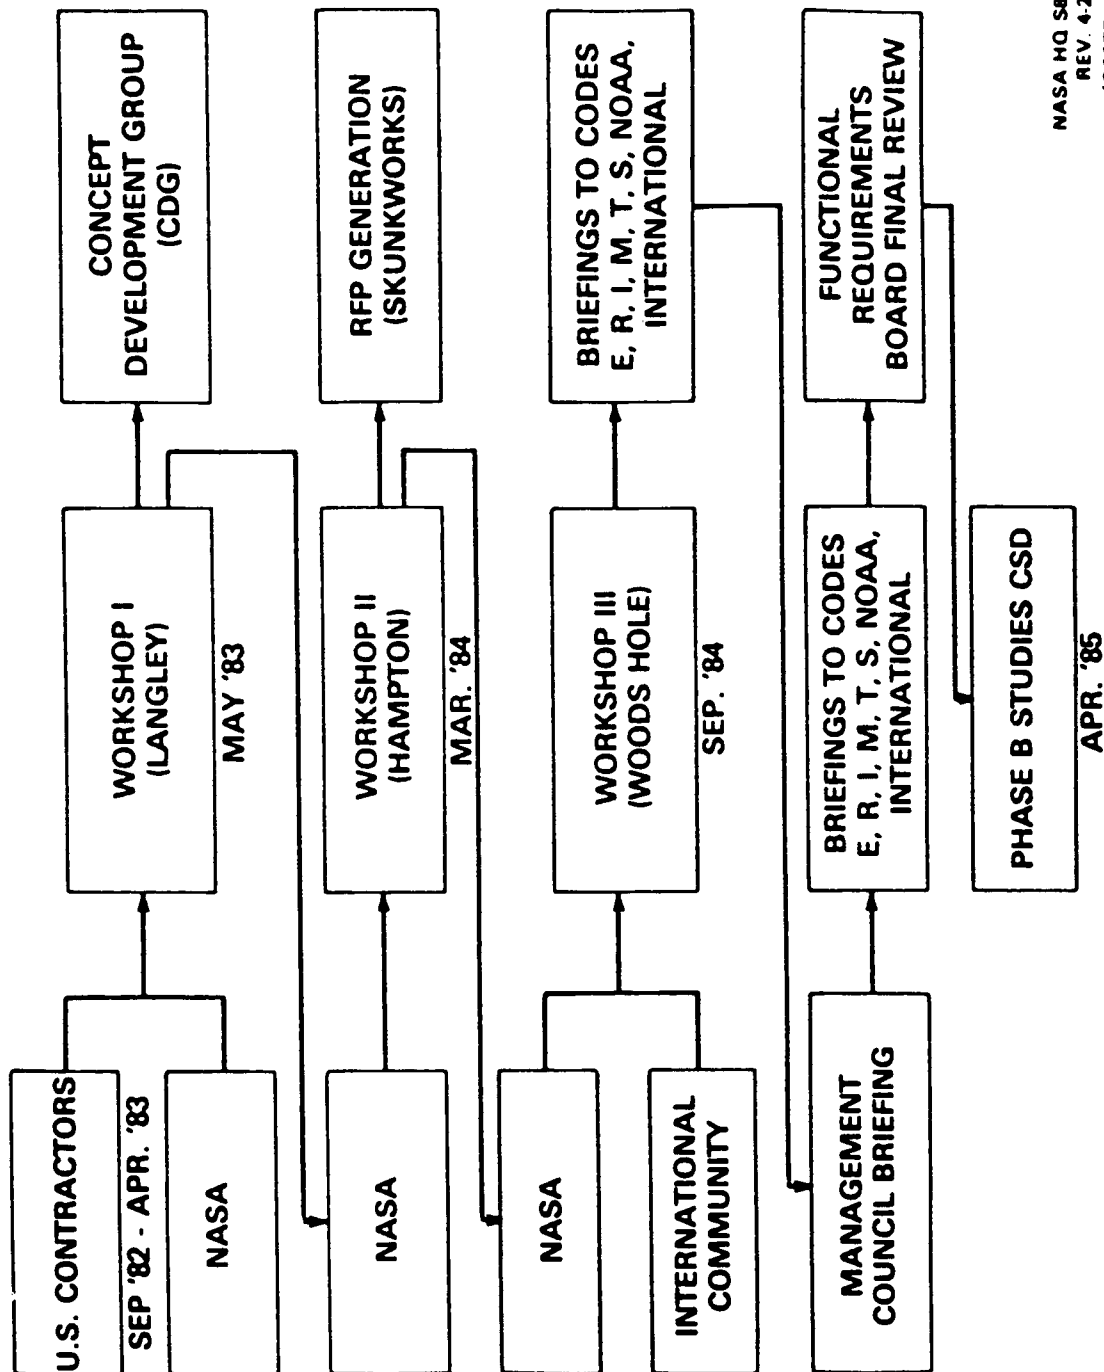 U.S. CONTRACTORS
SEP '82 - APR. '83
NASA
WORKSHOP I
(LANGLEY)
MAY '83
CONCEPT
DEVELOPMENT GROUP
(CDG)
NASA
WORKSHOP II
(HAMPTON)
MAR. '84
RFP GENERATION
(SKUNKWORKS)
NASA
INTERNATIONAL
COMMUNITY
WORKSHOP III
(WOODS HOLE)
SEP. '84
BRIEFINGS TO CODES
E, R, I, M, T, S, NOAA,
INTERNATIONAL
MANAGEMENT
COUNCIL BRIEFING
BRIEFINGS TO CODES
E, R, I, M, T, S, NOAA,
INTERNATIONAL
FUNCTIONAL
REQUIREMENTS
BOARD FINAL REVIEW
PHASE B STUDIES CSD
APR. '85
NASA HQ
REV.